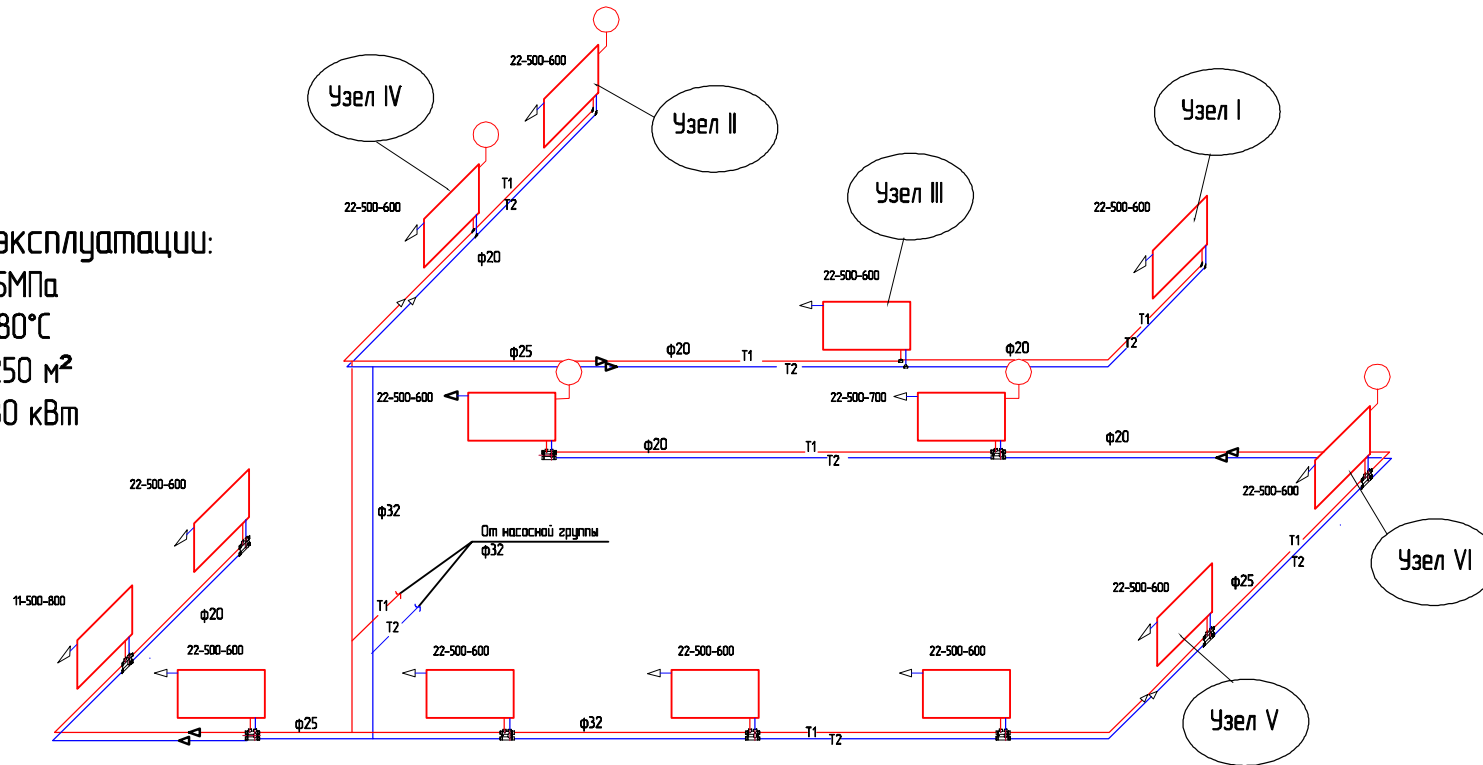 22-500-600
Узел IV
Узел II
Узел I
T1
T2
22-500-600
Узел III
22-500-600
эксплуатации:
ф20
5МПа
22-500-600
80°С
T1
T2
ф25
ф20
T1
T2
ф20
250 м²
22-500-600
22-500-700
30 кВт
ф20
T1
T2
ф20
22-500-600
22-500-600
ф32
От насосной группы
ф32
T1
T2
Узел VI
ф25
22-500-600
11-500-800
ф20
T1
T2
22-500-600
22-500-600
22-500-600
22-500-600
Узел V
ф25
ф32
T1
T2